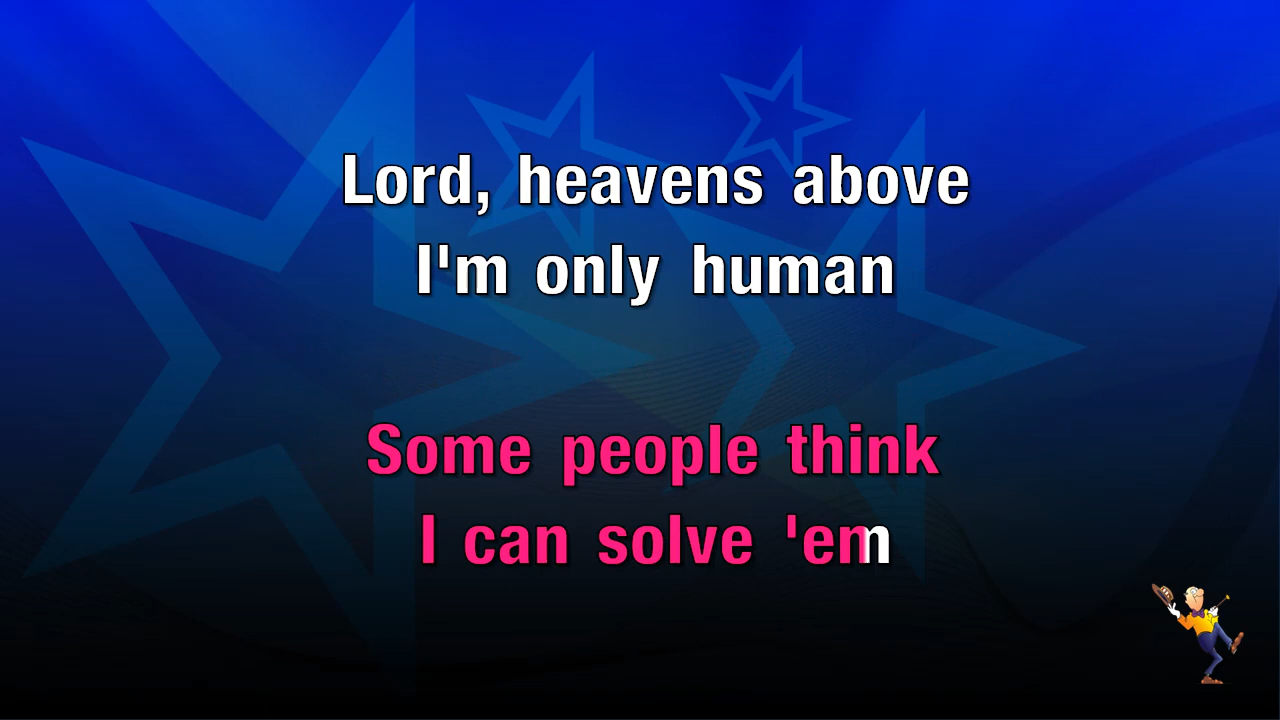 Lord, heavens above
I'm only human
Some people think
I can solve 'em